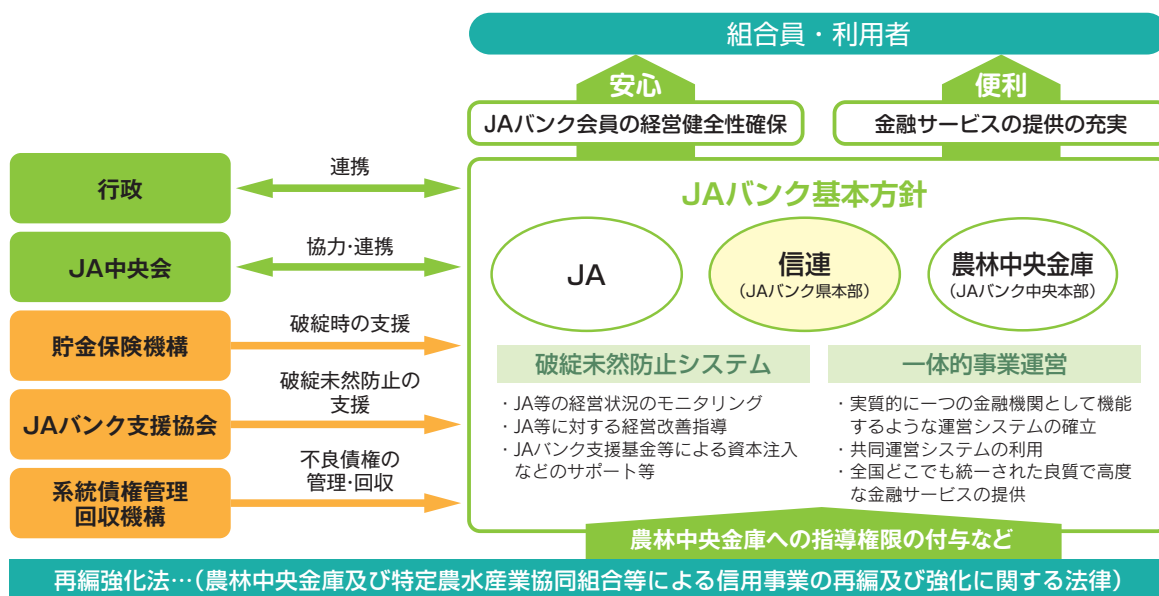 組合員・利用者
安心
便利
JAバンク会員の経営健全性確保
金融サービスの提供の充実
行政
連携
JA中央会
協力・連携
貯金保険機構
破綻時の支援
JAバンク支援協会
破綻未然防止の
支援
系統債権管理
回収機構
不良債権の
管理・回収
JAバンク基本方針
JA
信連
(JAバンク県本部)
農林中央金庫
(JAバンク中央本部)
破綻未然防止システム
・JA等の経営状況のモニタリング
・JA等に対する経営改善指導
・JAバンク支援基金等による資本注入
などのサポート等
一体的事業運営
・実質的に一つの金融機関として機能
するような運営システムの確立
・共同運営システムの利用
・全国どこでも統一された良質で高度
な金融サービスの提供
農林中央金庫への指導権限の付与など
再編強化法…(農林中央金庫及び特定農水産業協同組合等による信用事業の再編及び強化に関する法律)